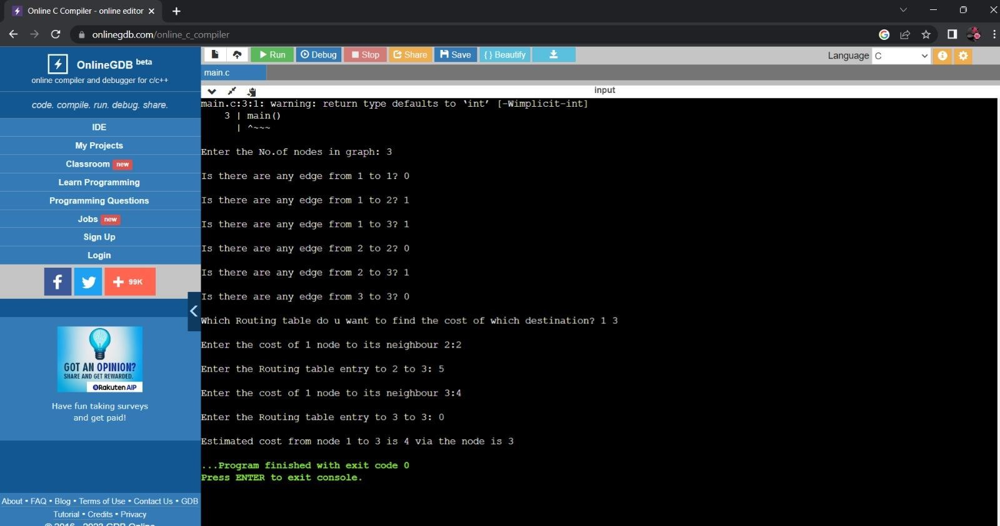 Online C Compiler - online editor
onlinegdb.com/online_c_compiler
OnlineGDB beta
online compiler and debugger for c/c++
code. compile. run. debug. share.
IDE
My Projects
Classroom new
Learn Programming
Programming Questions
Jobs new
Sign Up
Login
f
99K
GOT AN OPINION?
SHARE AND GET REWARDED.
Rakuten AIP
Have fun taking surveys
and get paid!
About • FAQ • Blog • Terms of Use • Contact Us • GDB
Tutorial • Credits • Privacy
© 2016 - 2023 GDB Online
Run Debug Stop Share Save {} Beautify
Language C
main.c
input
main.c:3:1: warning: return type defaults to ‘int’ [-Wimplicit-int]
3 | main()
| ^~~~
Enter the No.of nodes in graph: 3
Is there are any edge from 1 to 1? 0
Is there are any edge from 1 to 2? 1
Is there are any edge from 1 to 3? 1
Is there are any edge from 2 to 2? 0
Is there are any edge from 2 to 3? 1
Is there are any edge from 3 to 3? 0
Which Routing table do u want to find the cost of which destination? 1 3
Enter the cost of 1 node to its neighbour 2:2
Enter the Routing table entry to 2 to 3: 5
Enter the cost of 1 node to its neighbour 3:4
Enter the Routing table entry to 3 to 3: 0
Estimated cost from node 1 to 3 is 4 via the node is 3
...Program finished with exit code 0
Press ENTER to exit console.